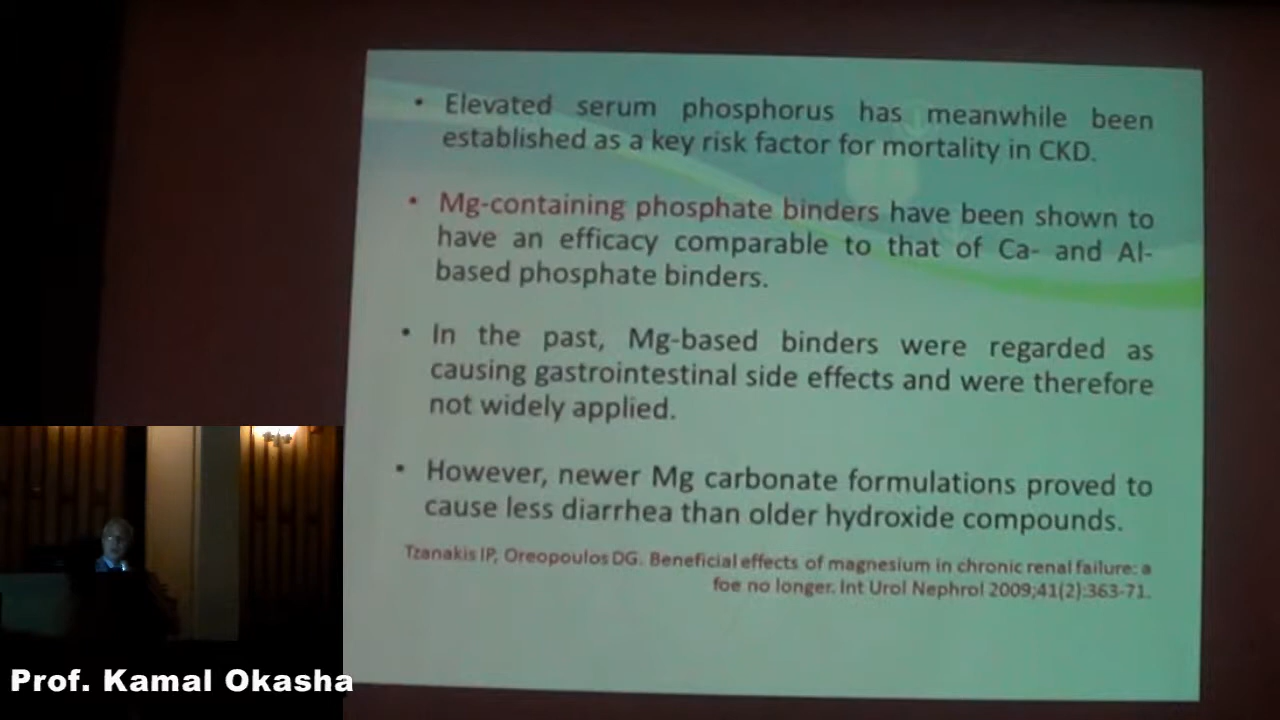 • Elevated serum phosphorus has meanwhile been
established as a key risk factor for mortality in CKD.
• Mg-containing phosphate binders have been shown to
have an efficacy comparable to that of Ca- and Al-
based phosphate binders.
• In the past, Mg-based binders were regarded as
causing gastrointestinal side effects and were therefore
not widely applied.
• However, newer Mg carbonate formulations proved to
cause less diarrhea than older hydroxide compounds.
Tzanakis IP, Oreopoulos DG. Beneficial effects of magnesium in chronic renal failure: a
foe no longer. Int Urol Nephrol 2009;41(2):363-71.
Prof. Kamal Okasha